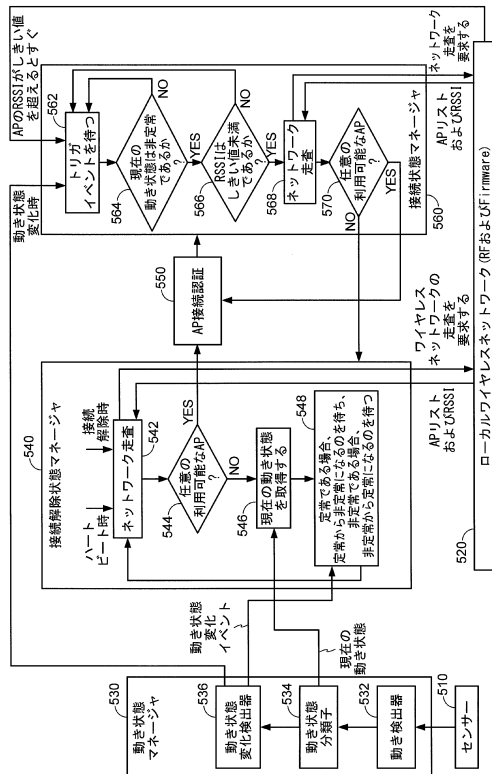 530
動き状態
マネージャ
536
動き状態
変化検出器
534
動き状態
分類子
532
動き検出器
510
センサー
動き状態
変化
イベント
現在の
動き状態
540
接続解除状態マネージャ
ハート
ビート時
接続
解除時
542
ネットワーク走査
544
任意の
利用可能なAP
?
YES
NO
546
現在の動き状態
を取得する
548
定常である場合、
定常から非定常になるのを待ち、
非定常である場合、
非定常から定常になるのを待つ
550
AP接続認証
動き状態
変化時
APのRSSIがしきい値
を超えるとすぐ
562
トリガ
イベントを待つ
564
現在の
動き状態は非定常
であるか
?
NO
YES
566
RSSIは
しきい値未満
であるか
?
NO
YES
568
ネットワーク
走査
570
任意の
利用可能なAP
?
NO
YES
接続状態マネージャ
560
APリスト
およびRSSI
ワイヤレス
ネットワークの
走査を
要求する
APリスト
およびRSSI
ネットワーク
走査を
要求する
520
ローカルワイヤレスネットワーク(RFおよびFirmware)